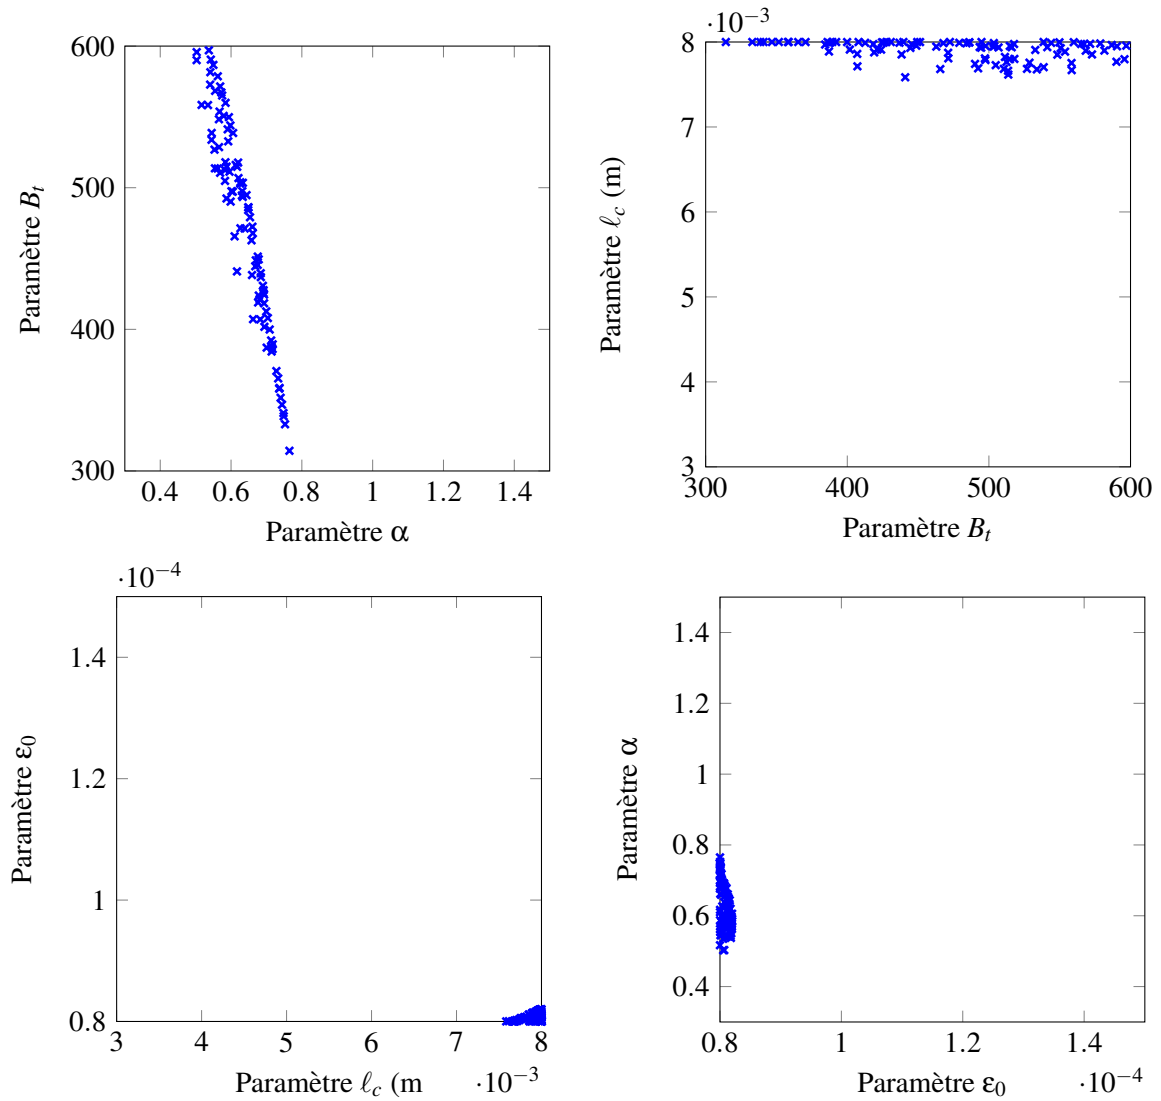 600
500
400
300
0.4 0.6 0.8 1 1.2 1.4
Paramètre α
Paramètre Bₜ
·10⁻³
8
7
6
5
4
3
300 400 500 600
Paramètre Bₜ
Paramètre ℓ_c (m)
·10⁻⁴
1.4
1.2
1
0.8
3 4 5 6 7 8
Paramètre ℓ_c (m ·10⁻³
Paramètre ε₀
1.4
1.2
1
0.8
0.6
0.4
0.8 1 1.2 1.4
Paramètre ε₀ ·10⁻⁴
Paramètre α